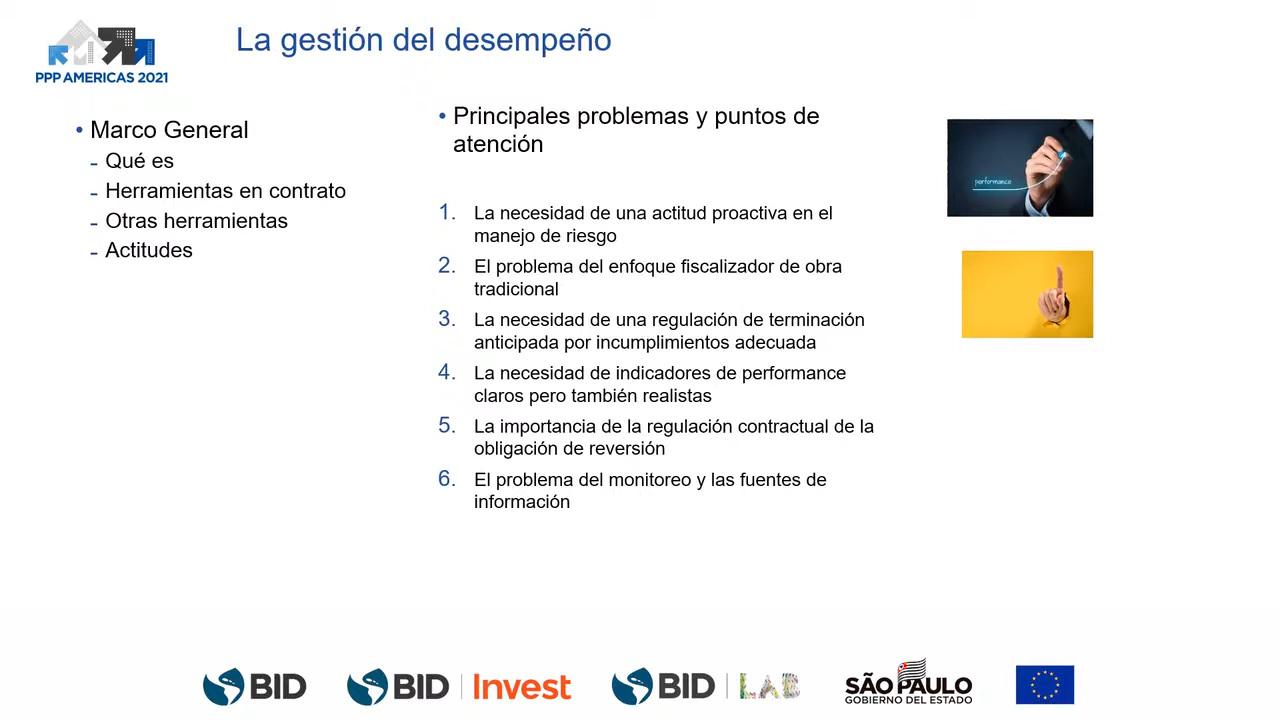 PPP AMERICAS 2021
La gestión del desempeño
• Marco General
- Qué es
- Herramientas en contrato
- Otras herramientas
- Actitudes
• Principales problemas y puntos de
atención
1. La necesidad de una actitud proactiva en el
manejo de riesgo
2. El problema del enfoque fiscalizador de obra
tradicional
3. La necesidad de una regulación de terminación
anticipada por incumplimientos adecuada
4. La necesidad de indicadores de performance
claros pero también realistas
5. La importancia de la regulación contractual de la
obligación de reversión
6. El problema del monitoreo y las fuentes de
información
performance
BID
BID | Invest
BID | LAB
SÃO PAULO
GOBIERNO DEL ESTADO